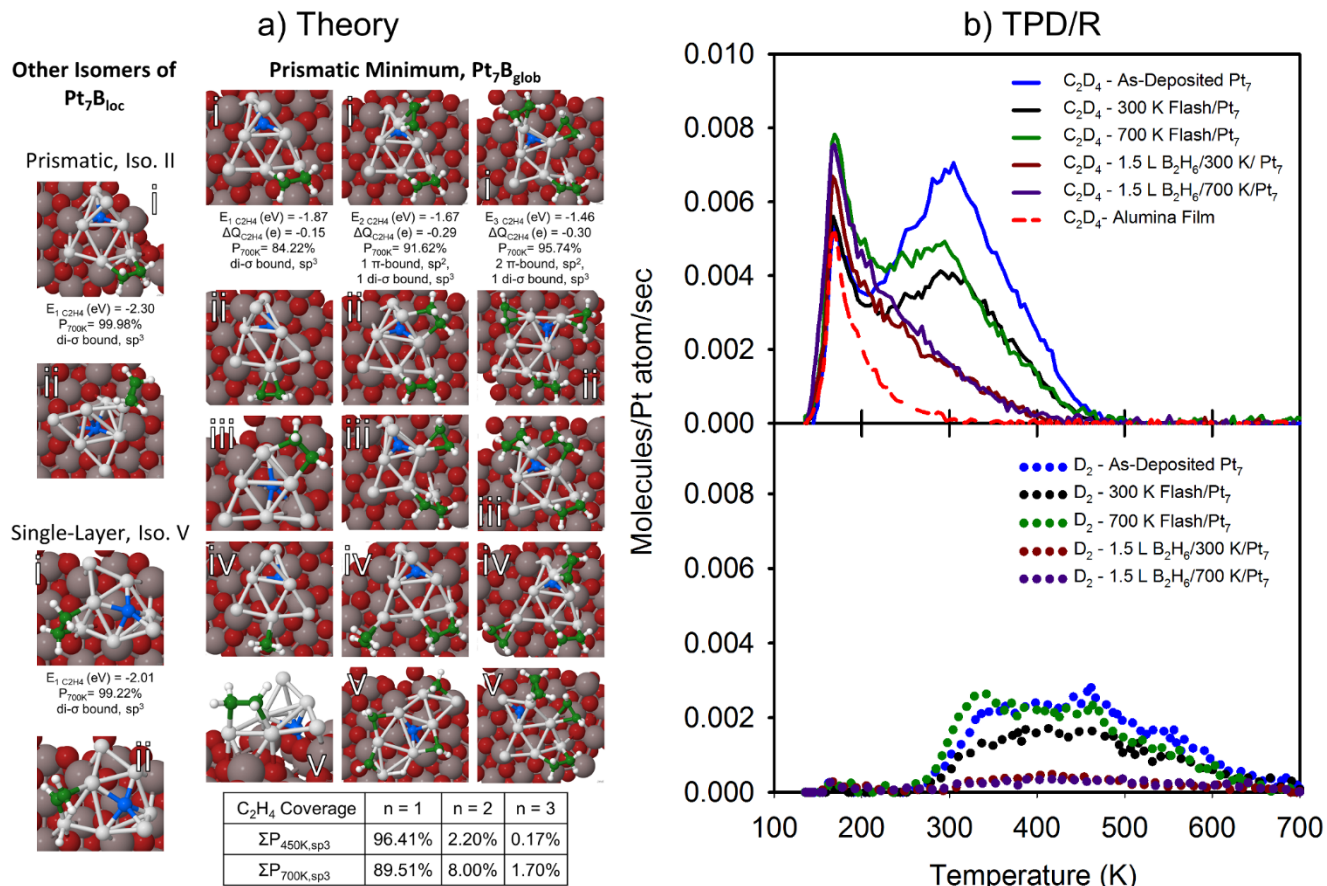 a) Theory
Other Isomers of
Pt₇B_loc
Prismatic, Iso. II
i
E₁ C2H4 (eV) = -2.30
P₇₀₀K= 99.98%
di-σ bound, sp³
ii
Single-Layer, Iso. V
i
E₁ C2H4 (eV) = -2.01
P₇₀₀K= 99.22%
di-σ bound, sp³
ii
Prismatic Minimum, Pt₇B_glob
i
i
i
E₁ C2H4 (eV) = -1.87
ΔQ_C2H4 (e) = -0.15
P₇₀₀K= 84.22%
di-σ bound, sp³
E₂ C2H4 (eV) = -1.67
ΔQ_C2H4 (e) = -0.29
P₇₀₀K= 91.62%
1 π-bound, sp²,
1 di-σ bound, sp³
E₃ C2H4 (eV) = -1.46
ΔQ_C2H4 (e) = -0.30
P₇₀₀K= 95.74%
2 π-bound, sp²,
1 di-σ bound, sp³
ii
ii
ii
iii
iii
iii
iv
iv
iv
v
v
v
C₂H₄ Coverage n = 1 n = 2 n = 3
ΣP₄₅₀K,sp3 96.41% 2.20% 0.17%
ΣP₇₀₀K,sp3 89.51% 8.00% 1.70%
b) TPD/R
Molecules/Pt atom/sec
0.010
0.008
0.006
0.004
0.002
0.000
C₂D₄ - As-Deposited Pt₇
C₂D₄ - 300 K Flash/Pt₇
C₂D₄ - 700 K Flash/Pt₇
C₂D₄ - 1.5 L B₂H₆/300 K/ Pt₇
C₂D₄ - 1.5 L B₂H₆/700 K/Pt₇
C₂D₄- Alumina Film
0.008
0.006
0.004
0.002
0.000
D₂ - As-Deposited Pt₇
D₂ - 300 K Flash/Pt₇
D₂ - 700 K Flash/Pt₇
D₂ - 1.5 L B₂H₆/300 K/Pt₇
D₂ - 1.5 L B₂H₆/700 K/Pt₇
100 200 300 400 500 600 700
Temperature (K)